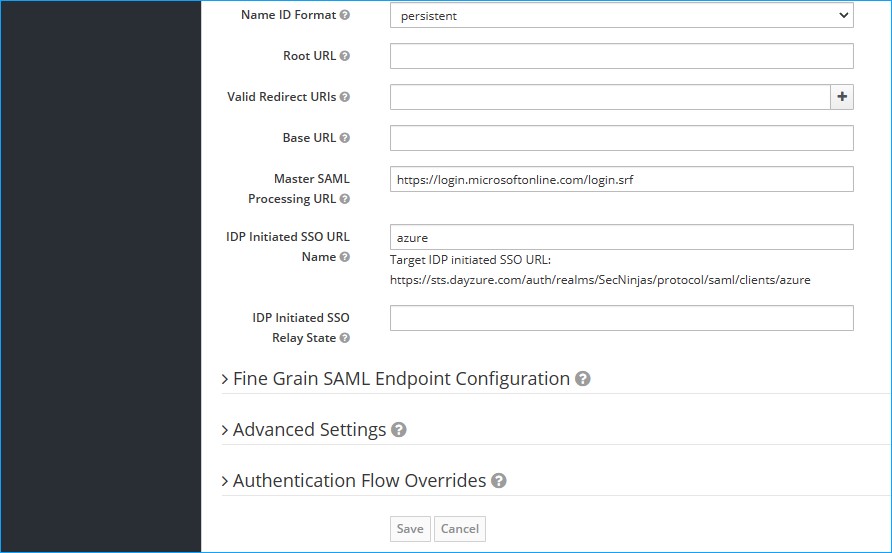 Name ID Format
persistent
Root URL
Valid Redirect URIs
Base URL
Master SAML
Processing URL
https://login.microsoftonline.com/login.srf
IDP Initiated SSO URL
Name
azure
Target IDP initiated SSO URL:
https://sts.dayzure.com/auth/realms/SecNinjas/protocol/saml/clients/azure
IDP Initiated SSO
Relay State
Fine Grain SAML Endpoint Configuration
Advanced Settings
Authentication Flow Overrides
Save Cancel